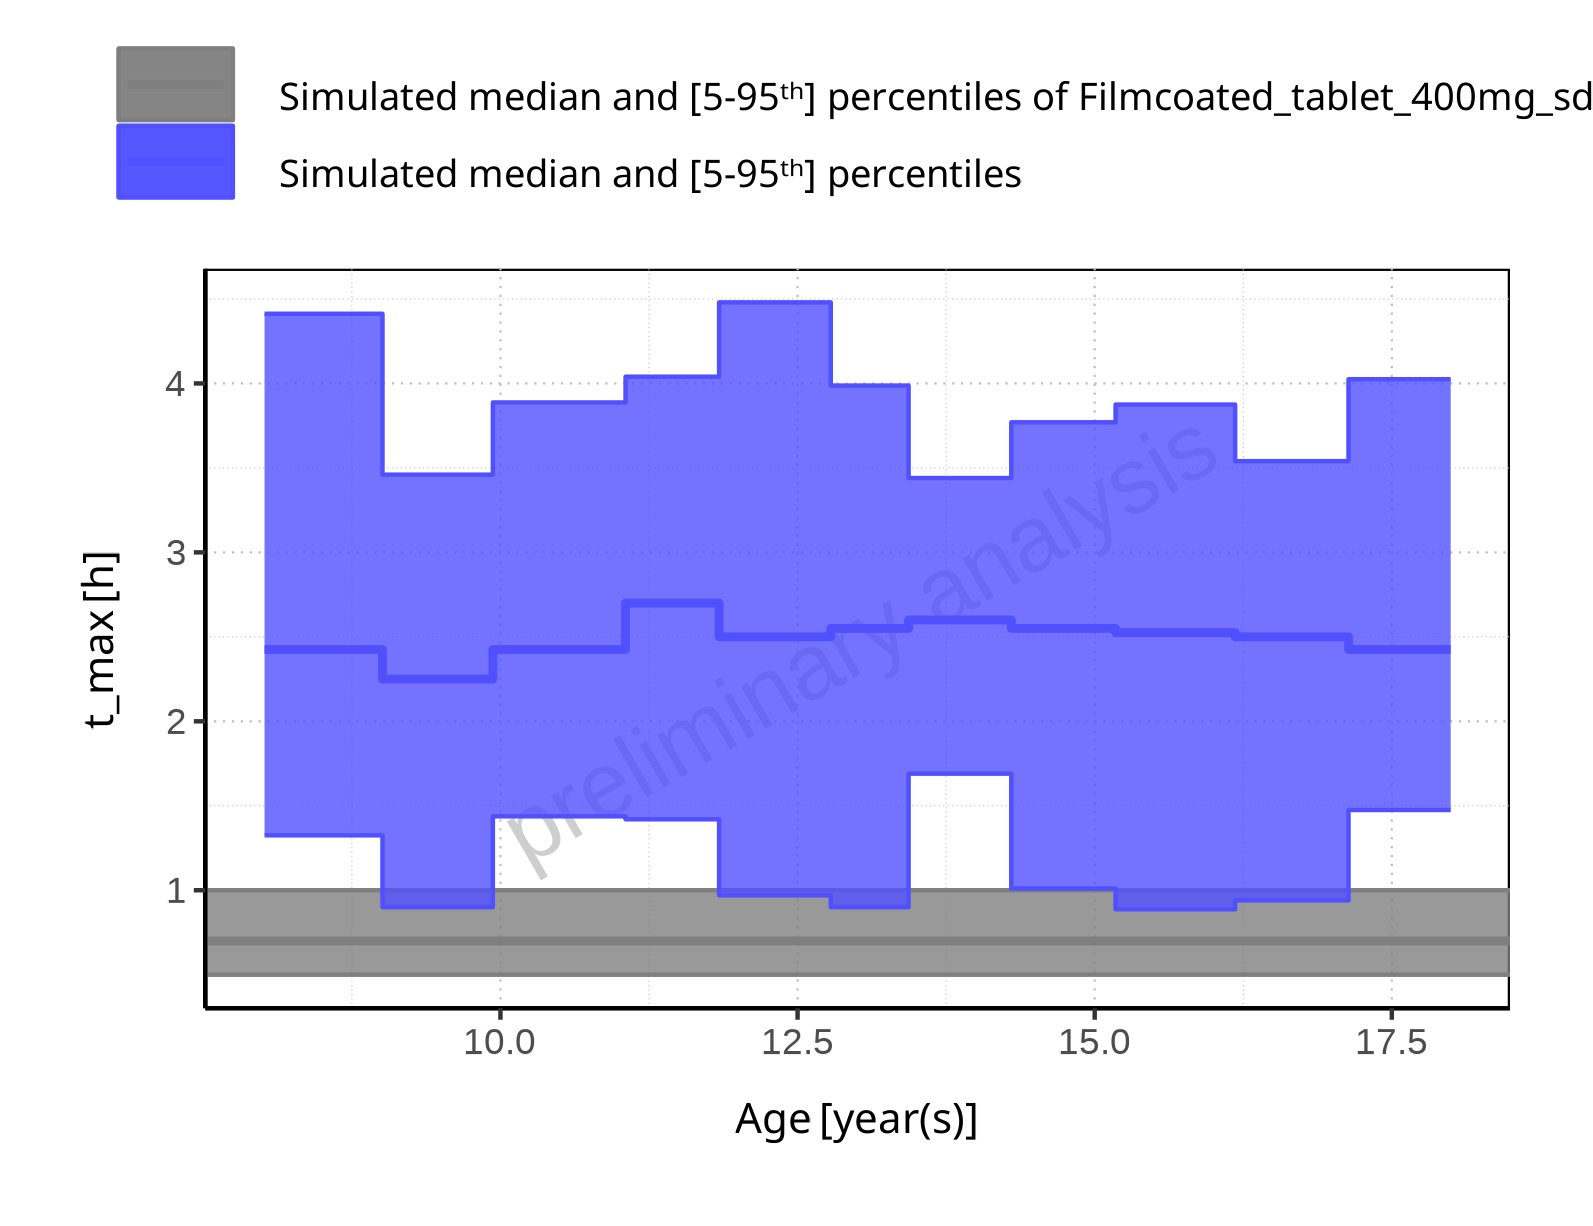 Simulated median and [5-95ᵗʰ] percentiles of Filmcoated_tablet_400mg_sd
Simulated median and [5-95ᵗʰ] percentiles
t_max [h]
4
3
2
1
preliminary analysis
10.0 12.5 15.0 17.5
Age [year(s)]